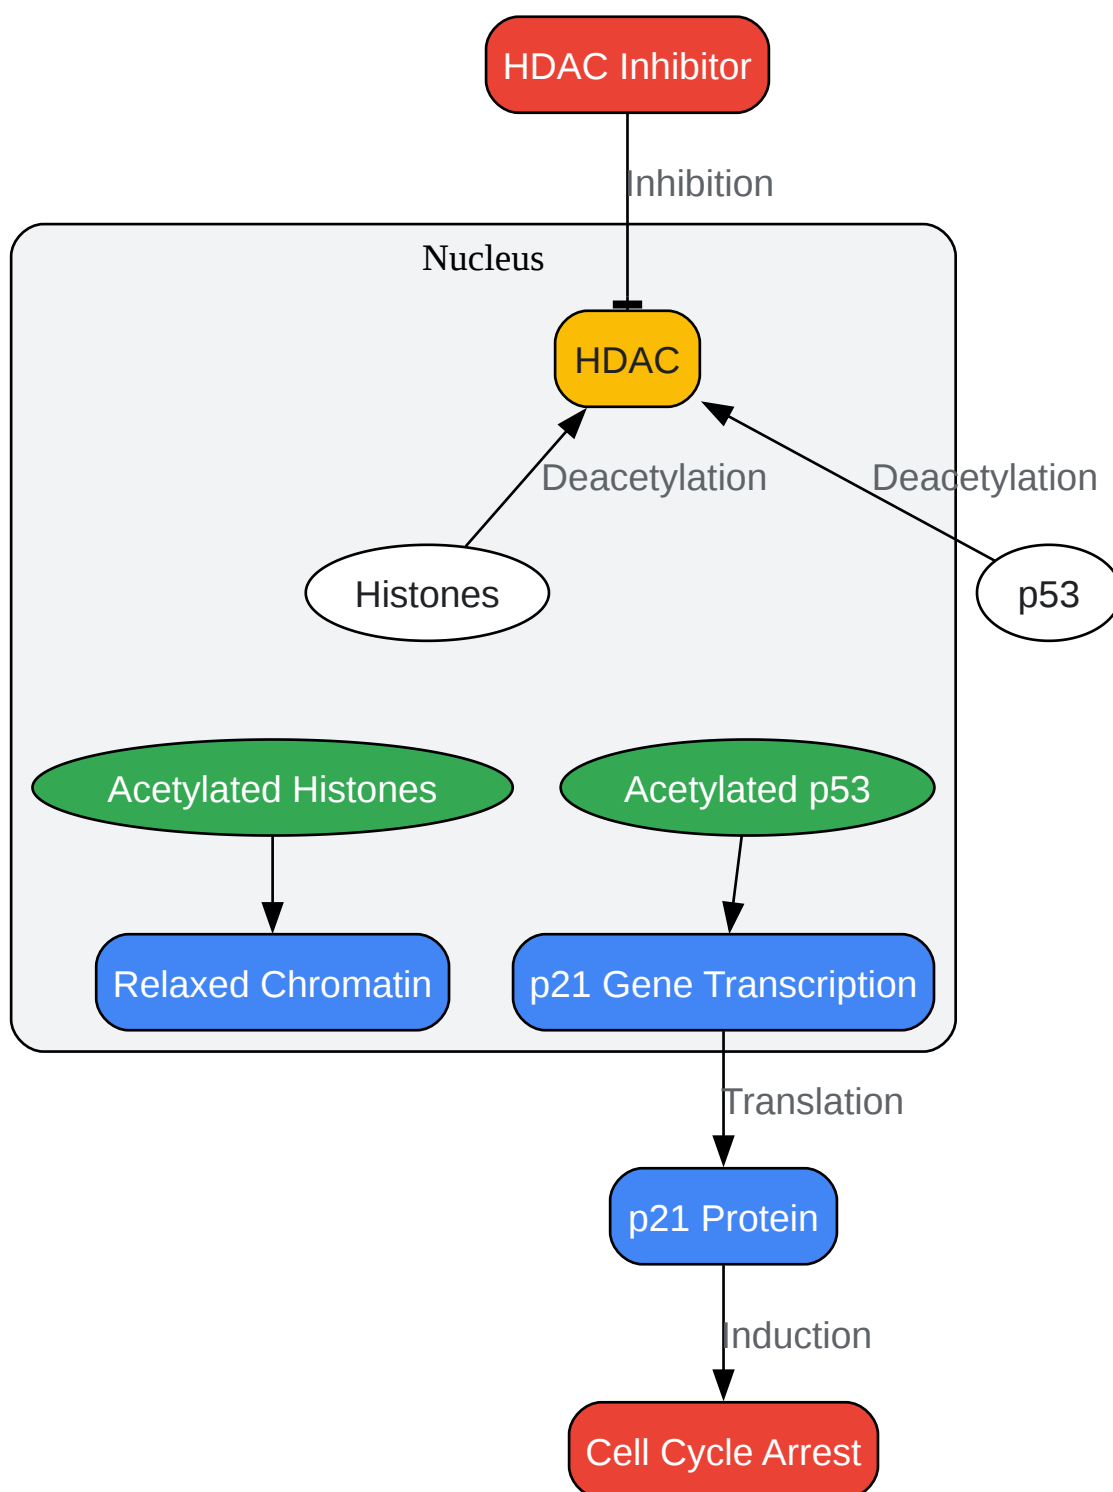 HDAC Inhibitor
Inhibition
Nucleus
HDAC
Deacetylation
Deacetylation
Histones
p53
Acetylated Histones
Acetylated p53
Relaxed Chromatin
p21 Gene Transcription
Translation
p21 Protein
Induction
Cell Cycle Arrest